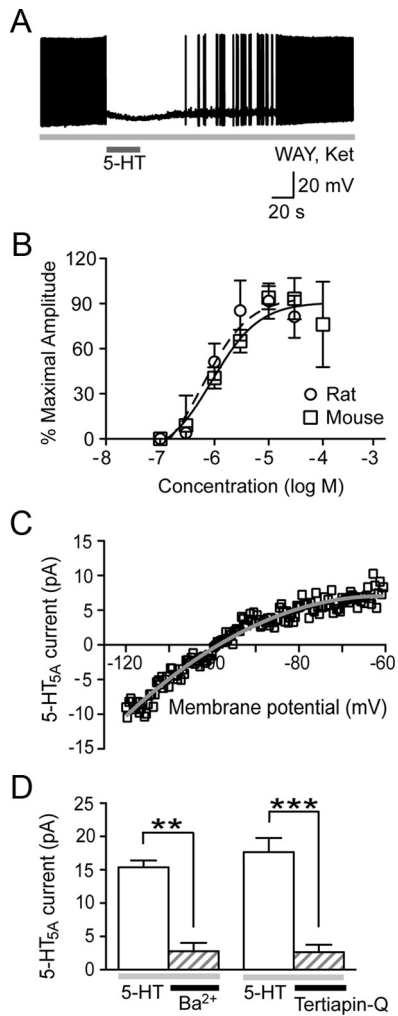 A
WAY, Ket
5-HT
20 mV
20 s
B
% Maximal Amplitude
120
90
60
30
0
Rat
Mouse
-8 -7 -6 -5 -4 -3
Concentration (log M)
C
5-HT5A current (pA)
15
10
5
0
-5
-10
-15
-120 -80 -60
Membrane potential (mV)
D
5-HT5A current (pA)
25
20
15
10
5
0
** ***
5-HT Ba2+ 5-HT Tertiapin-Q